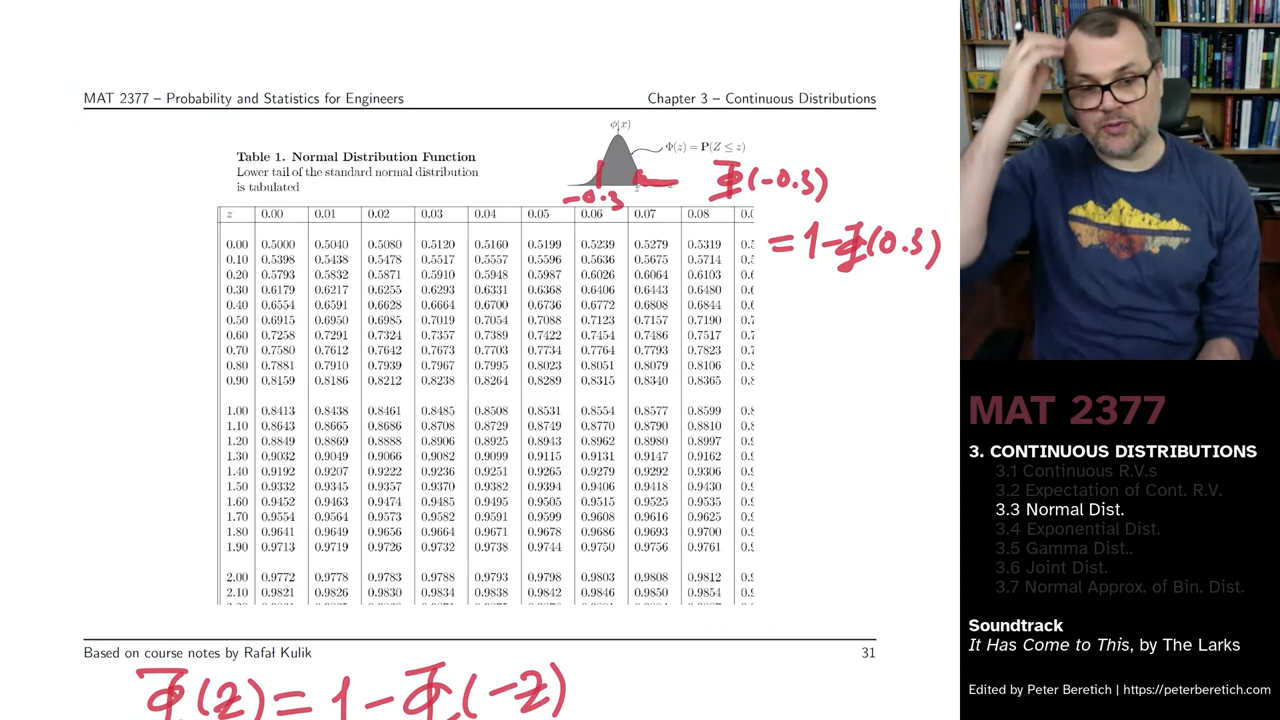 MAT 2377 – Probability and Statistics for Engineers
Chapter 3 – Continuous Distributions
ϕ(x)
Φ(z) = P(Z ≤ z)
Table 1. Normal Distribution Function
Lower tail of the standard normal distribution
is tabulated
-0.3
Φ(-0.3)
= 1-Φ(0.3)
z 0.00 0.01 0.02 0.03 0.04 0.05 0.06 0.07 0.08
0.00 0.5000 0.5040 0.5080 0.5120 0.5160 0.5199 0.5239 0.5279 0.5319
0.10 0.5398 0.5438 0.5478 0.5517 0.5557 0.5596 0.5636 0.5675 0.5714
0.20 0.5793 0.5832 0.5871 0.5910 0.5948 0.5987 0.6026 0.6064 0.6103
0.30 0.6179 0.6217 0.6255 0.6293 0.6331 0.6368 0.6406 0.6443 0.6480
0.40 0.6554 0.6591 0.6628 0.6664 0.6700 0.6736 0.6772 0.6808 0.6844
0.50 0.6915 0.6950 0.6985 0.7019 0.7054 0.7088 0.7123 0.7157 0.7190
0.60 0.7258 0.7291 0.7324 0.7357 0.7389 0.7422 0.7454 0.7486 0.7517
0.70 0.7580 0.7612 0.7642 0.7673 0.7703 0.7734 0.7764 0.7793 0.7823
0.80 0.7881 0.7910 0.7939 0.7967 0.7995 0.8023 0.8051 0.8079 0.8106
0.90 0.8159 0.8186 0.8212 0.8238 0.8264 0.8289 0.8315 0.8340 0.8365
1.00 0.8413 0.8438 0.8461 0.8485 0.8508 0.8531 0.8554 0.8577 0.8599
1.10 0.8643 0.8665 0.8686 0.8708 0.8729 0.8749 0.8770 0.8790 0.8810
1.20 0.8849 0.8869 0.8888 0.8906 0.8925 0.8943 0.8962 0.8980 0.8997
1.30 0.9032 0.9049 0.9066 0.9082 0.9099 0.9115 0.9131 0.9147 0.9162
1.40 0.9192 0.9207 0.9222 0.9236 0.9251 0.9265 0.9279 0.9292 0.9306
1.50 0.9332 0.9345 0.9357 0.9370 0.9382 0.9394 0.9406 0.9418 0.9430
1.60 0.9452 0.9463 0.9474 0.9485 0.9495 0.9505 0.9515 0.9525 0.9535
1.70 0.9554 0.9564 0.9573 0.9582 0.9591 0.9599 0.9608 0.9616 0.9625
1.80 0.9641 0.9649 0.9656 0.9664 0.9671 0.9678 0.9686 0.9693 0.9700
1.90 0.9713 0.9719 0.9726 0.9732 0.9738 0.9744 0.9750 0.9756 0.9761
2.00 0.9772 0.9778 0.9783 0.9788 0.9793 0.9798 0.9803 0.9808 0.9812
2.10 0.9821 0.9826 0.9830 0.9834 0.9838 0.9842 0.9846 0.9850 0.9854
Based on course notes by Rafał Kulik
31
Φ(z) = 1-Φ(-z)
MAT 2377
3. CONTINUOUS DISTRIBUTIONS
3.1 Continuous R.V.s
3.2 Expectation of Cont. R.V.
3.3 Normal Dist.
3.4 Exponential Dist.
3.5 Gamma Dist..
3.6 Joint Dist.
3.7 Normal Approx. of Bin. Dist.
Soundtrack
It Has Come to This, by The Larks
Edited by Peter Beretich | https://peterberetich.com